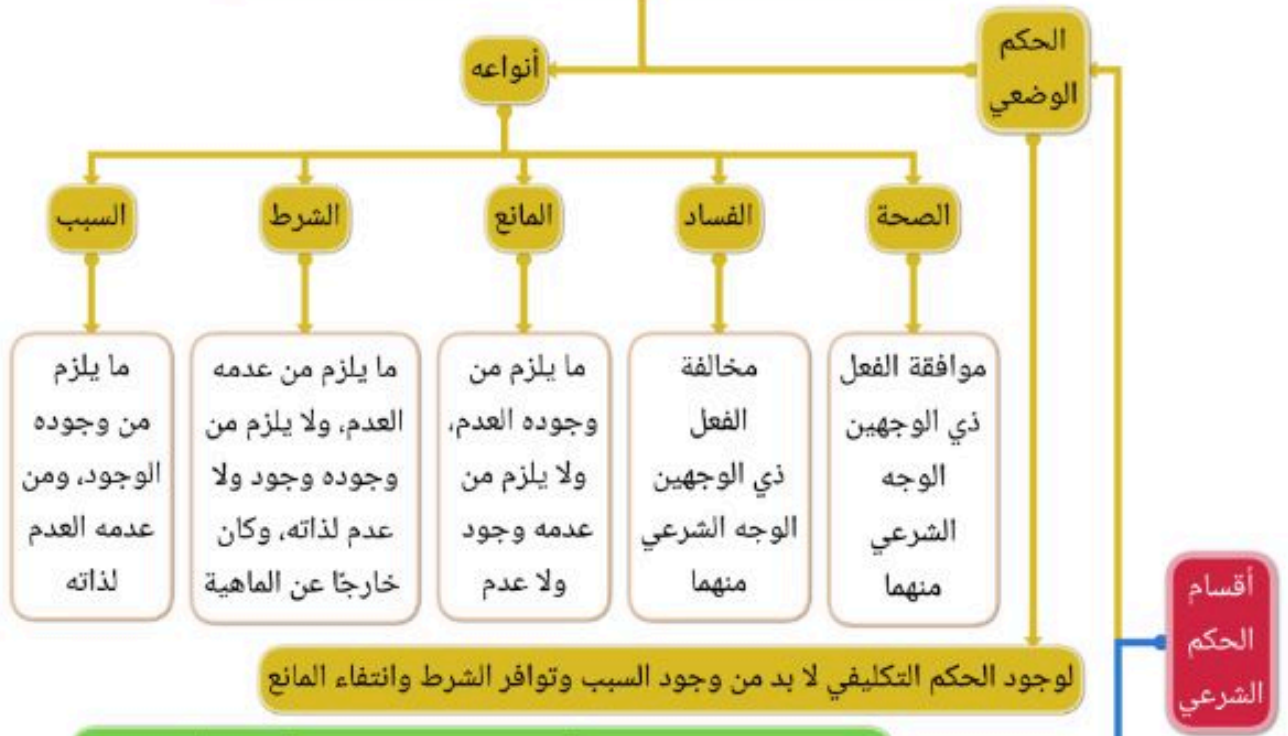 الحكم
الوضعي
أنواعه
الصحة
الفساد
المانع
الشرط
السبب
موافقة الفعل
ذي الوجهين
الوجه
الشرعي
منهما
مخالفة
الفعل
ذي الوجهين
الوجه الشرعي
منهما
ما يلزم من
وجوده العدم،
ولا يلزم من
عدمه وجود
ولا عدم
ما يلزم من عدمه
العدم، ولا يلزم من
وجوده وجود ولا
عدم لذاته، وكان
خارجًا عن الماهية
ما يلزم
من وجوده
الوجود، ومن
عدمه العدم
لذاته
لوجود الحكم التكليفي لا بد من وجود السبب وتوافر الشرط وانتفاء المانع
أقسام
الحكم
الشرعي